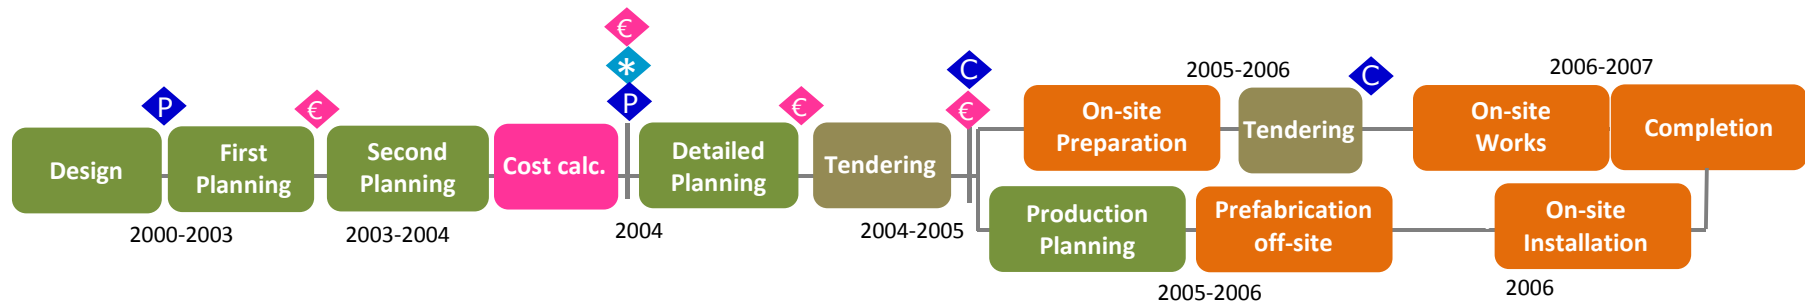 €
*
P
P
€
€
C
€
2005-2006
C
2006-2007
Design
First
Planning
Second
Planning
Cost calc.
Detailed
Planning
Tendering
On-site
Preparation
Tendering
On-site
Works
Completion
2000-2003
2003-2004
2004
2004-2005
Production
Planning
Prefabrication
off-site
On-site
Installation
2005-2006
2006